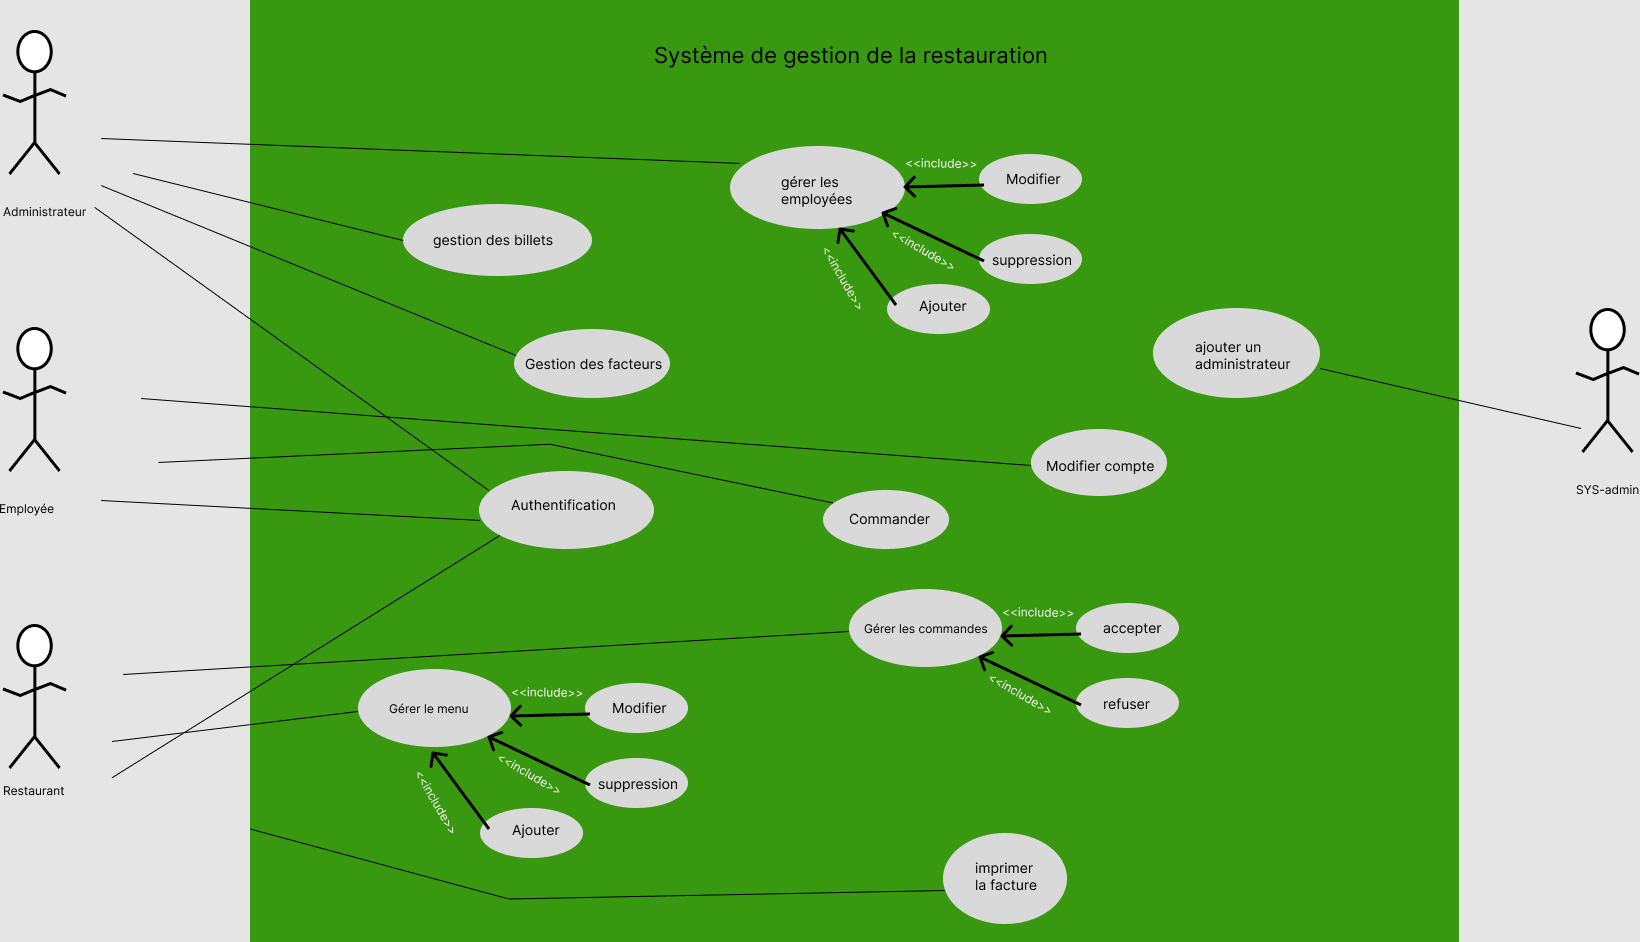 Système de gestion de la restauration
<<include>>
Modifier
gérer les
employées
Administrateur
gestion des billets
<<include>>
suppression
<<include>>
Ajouter
ajouter un
administrateur
Gestion des facteurs
Modifier compte
SYS-admin
Employée
Authentification
Commander
<<include>>
Gérer les commandes
accepter
<<include>>
refuser
<<include>>
Gérer le menu
Modifier
<<include>>
suppression
<<include>>
Ajouter
Restaurant
imprimer
la facture